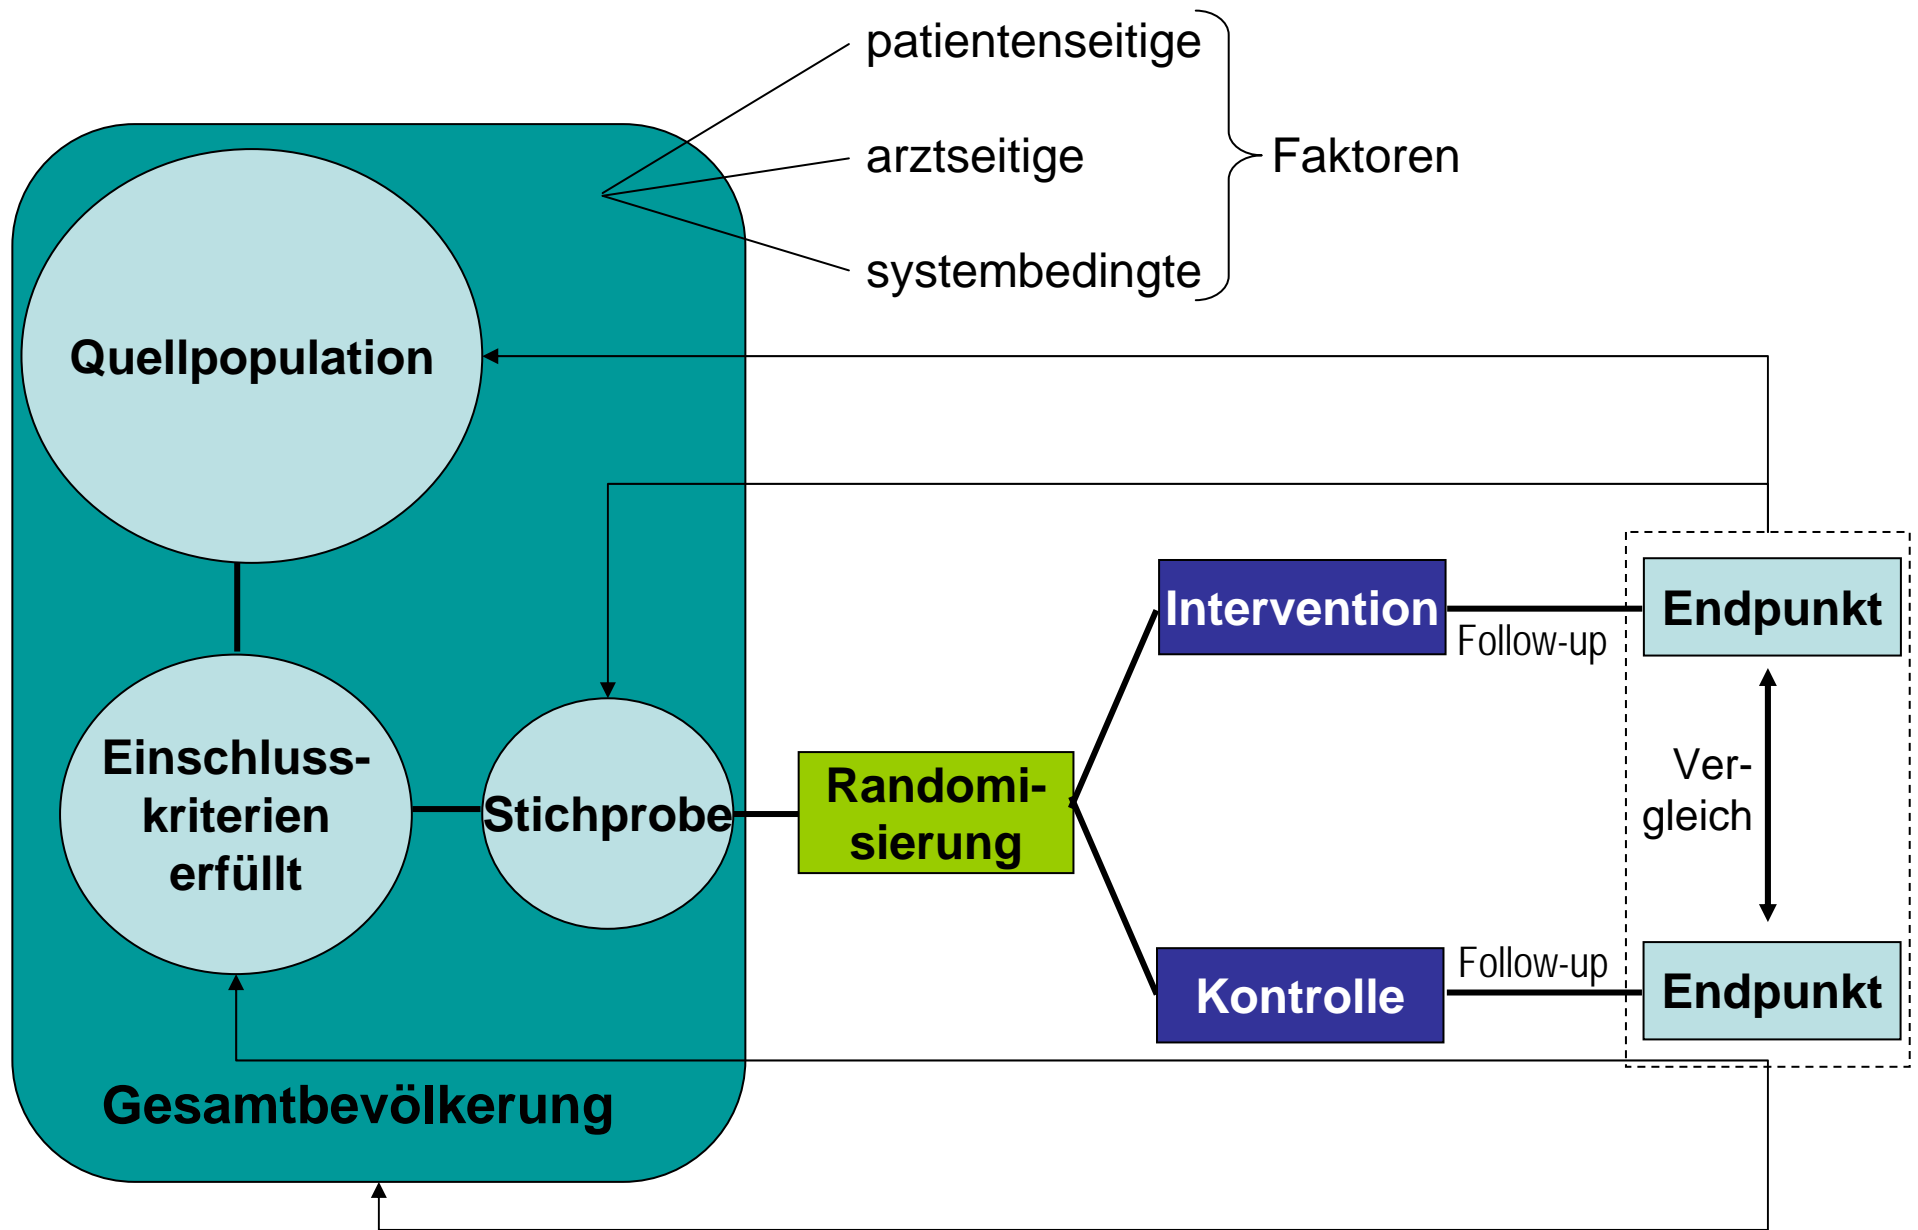 patientenseitige
arztseitige
Faktoren
systembedingte
Quellpopulation
Einschluss-
kriterien
erfüllt
Stichprobe
Randomi-
sierung
Intervention
Follow-up
Endpunkt
Ver-
gleich
Kontrolle
Follow-up
Endpunkt
Gesamtbevölkerung